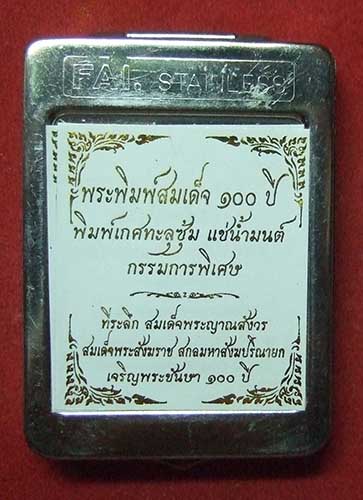 FAI. STAINLESS
พระพิมพ์สมเด็จ ๑๐๐ ปี
พิมพ์เกศทะลุซุ้ม แช่น้ำมนต์
กรรมการพิเศษ
ที่ระลึก สมเด็จพระญาณสังวร
สมเด็จพระสังฆราช สกลมหาสังฆปริณายก
เจริญพระชันษา ๑๐๐ ปี